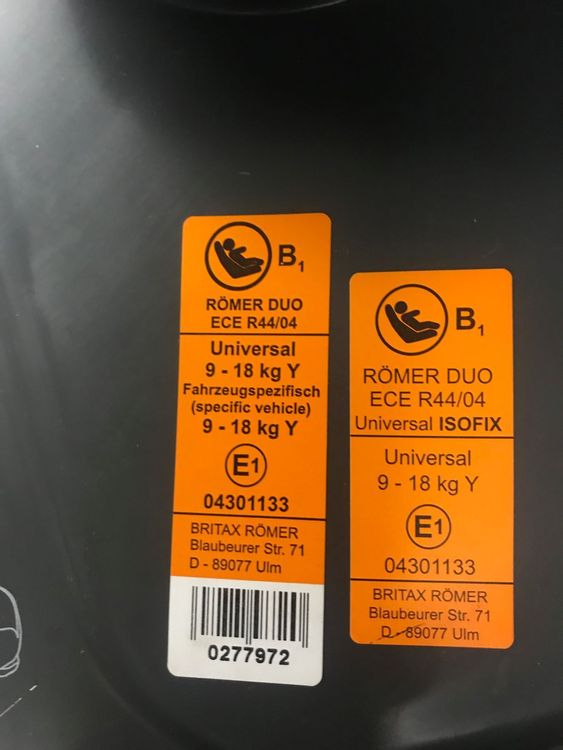 B1
RÖMER DUO
ECE R44/04
Universal
9 - 18 kg Y
Fahrzeugspezifisch
(specific vehicle)
9 - 18 kg Y
E1
04301133
BRITAX RÖMER
Blaubeurer Str. 71
D - 89077 Ulm
0277972
B1
RÖMER DUO
ECE R44/04
Universal ISOFIX
Universal
9 - 18 kg Y
E1
04301133
BRITAX RÖMER
Blaubeurer Str. 71
D - 89077 Ulm